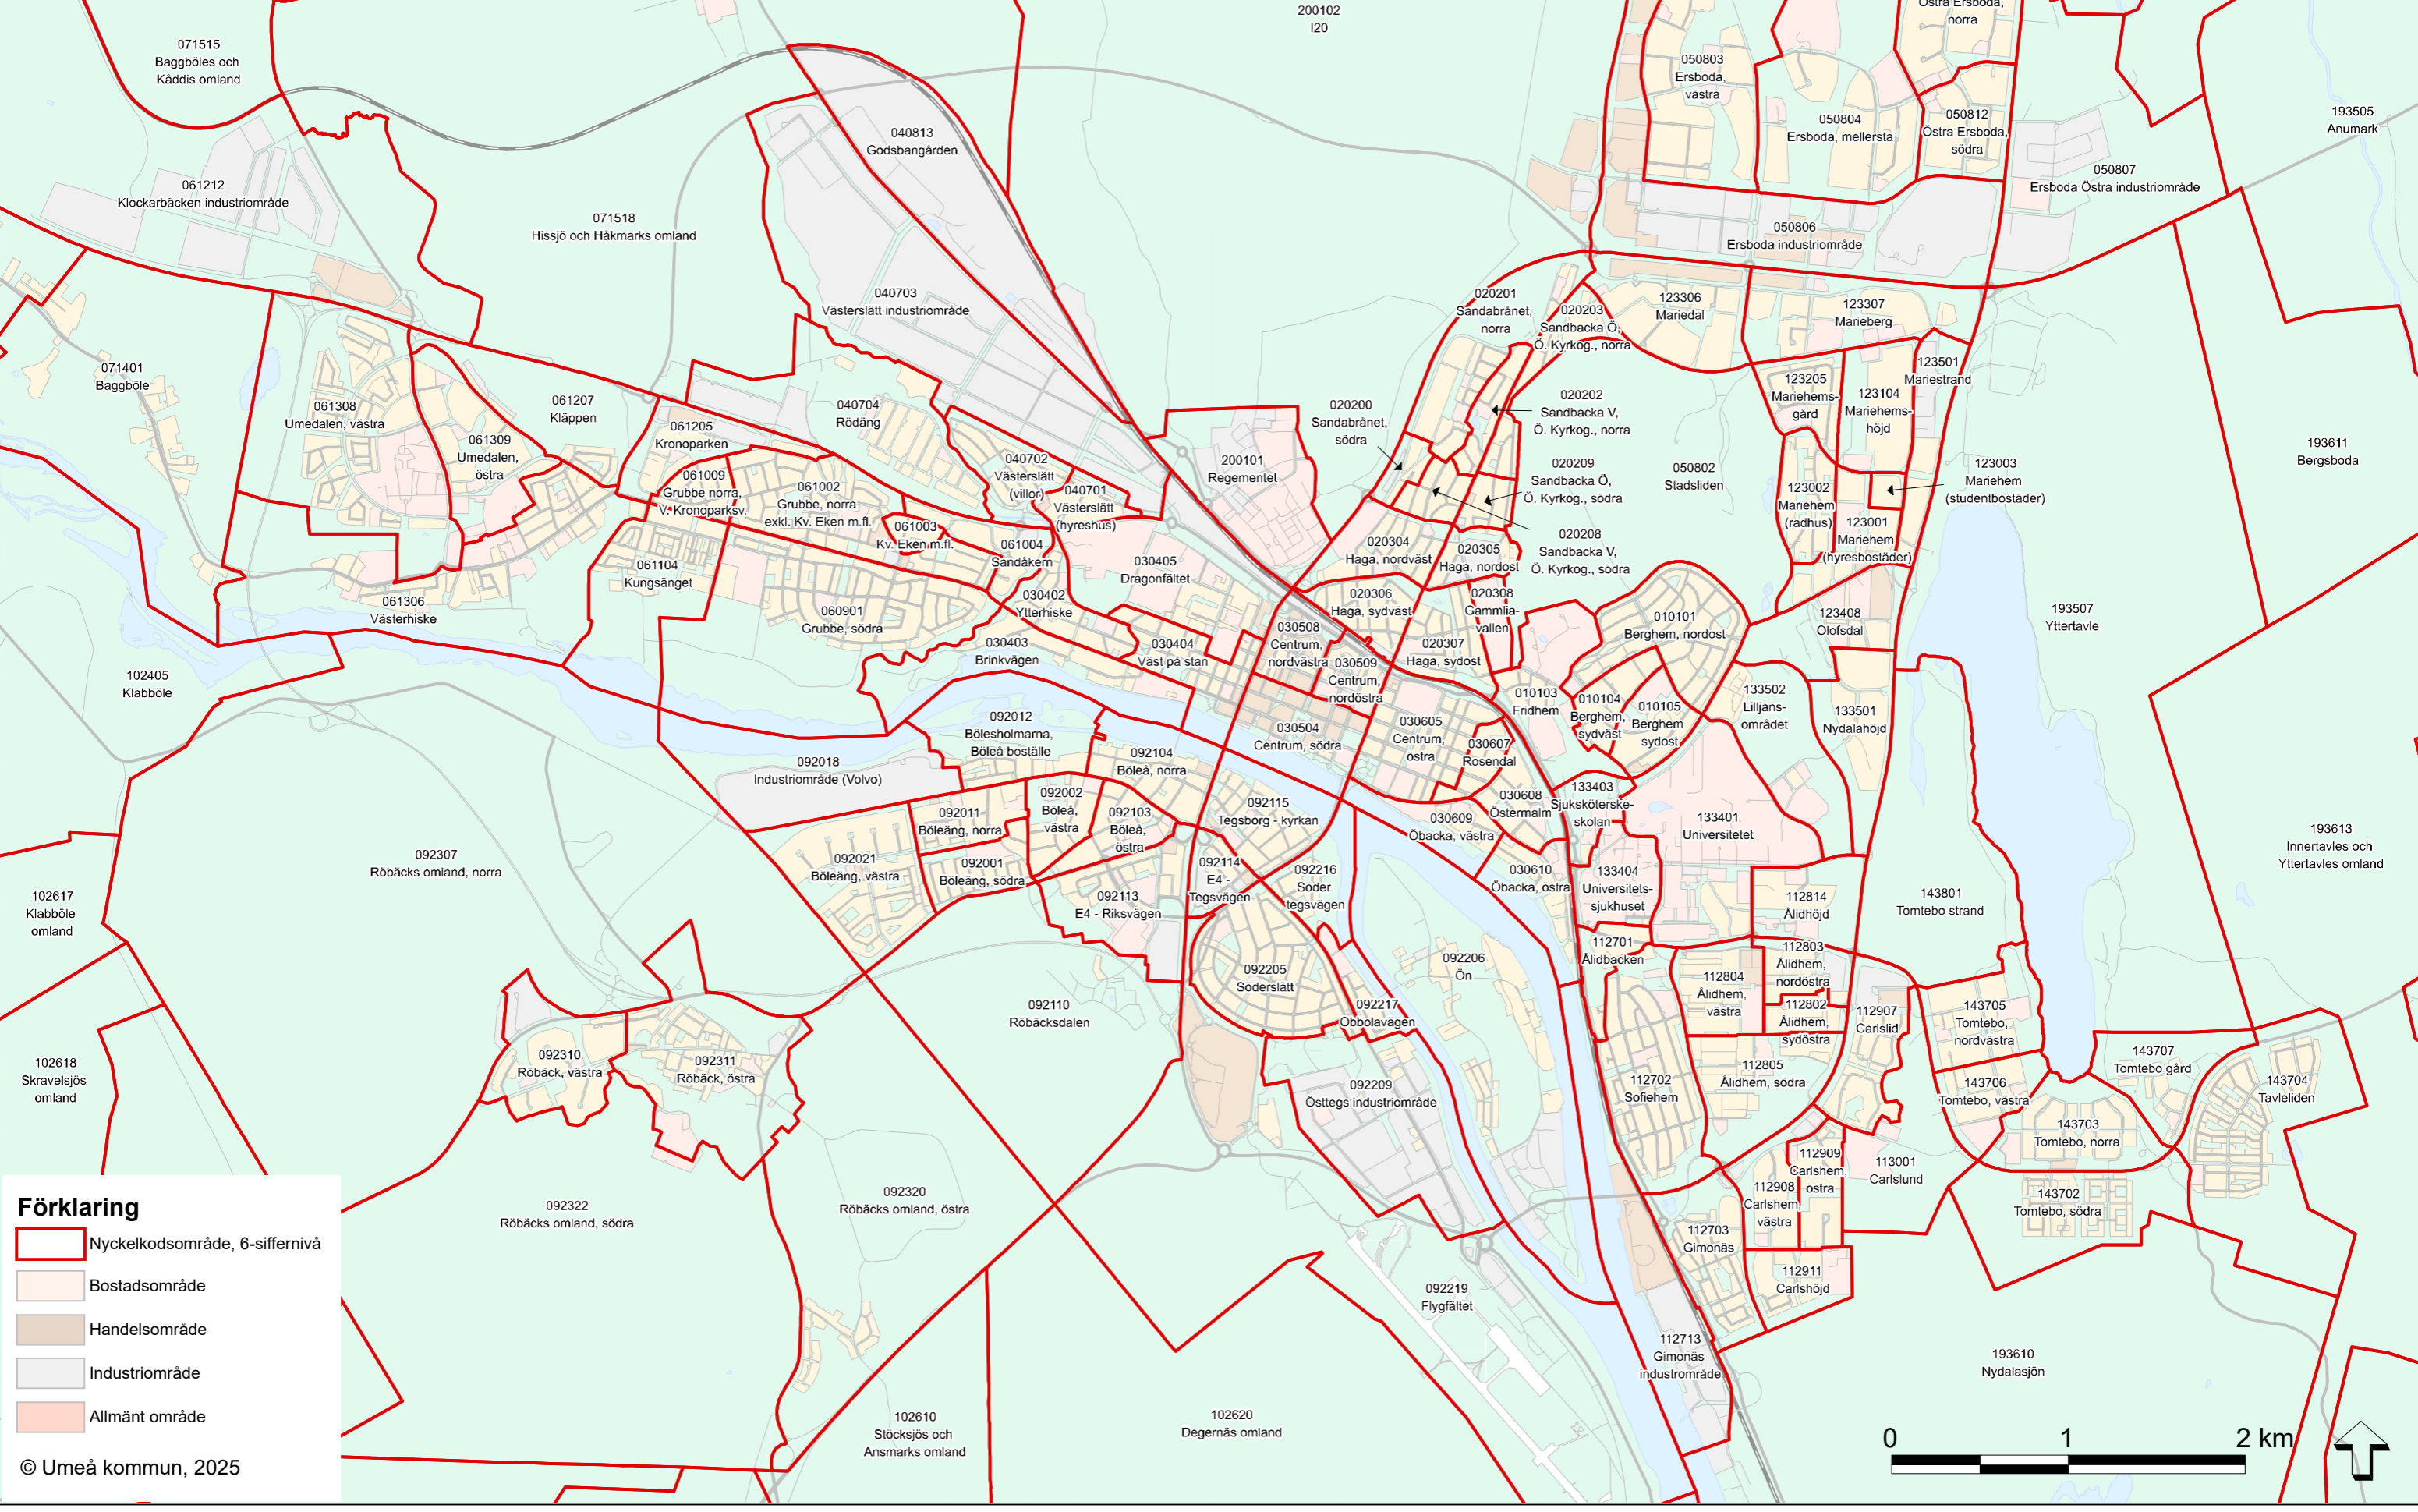 200102
I20
071515
Baggböles och
Kåddis omland
Östra Ersboda,
norra
050803
Ersboda,
västra
050804
Ersboda, mellersta
050812
Östra Ersboda,
södra
193505
Anumark
050807
Ersboda Östra industriområde
040813
Godsbangården
061212
Klockarbäcken industriområde
071518
Hissjö och Håkmarks omland
050806
Ersboda industriområde
040703
Västerslätt industriområde
020201
Sandabrånet,
norra
020203
Sandbacka Ö,
Ö. Kyrkog., norra
123306
Mariedal
123307
Marieberg
071401
Baggböle
061308
Umedalen, västra
061309
Umedalen,
östra
061207
Kläppen
061205
Kronoparken
040704
Rödäng
020200
Sandabrånet,
södra
020202
Sandbacka V,
Ö. Kyrkog., norra
123205
Mariehems-
gård
123104
Mariehems-
höjd
123501
Mariestrand
193611
Bergsboda
061009
Grubbe norra,
V. Kronoparksv.
061002
Grubbe, norra
exkl. Kv. Eken m.fl.
040702
Västerslätt
(villor)
040701
Västerslätt
(hyreshus)
200101
Regementet
020209
Sandbacka Ö,
Ö. Kyrkog., södra
050802
Stadsliden
123003
Mariehem
(studentbostäder)
123002
Mariehem
(radhus)
123001
Mariehem
(hyresbostäder)
061003
Kv. Eken m.fl.
061004
Sandåkern
020304
Haga, nordväst
020305
Haga, nordost
020208
Sandbacka V,
Ö. Kyrkog., södra
061104
Kungsänget
030405
Dragonfältet
061306
Västerhiske
060901
Grubbe, södra
030402
Ytterhiske
020306
Haga, sydväst
020308
Gammlia-
vallen
010101
Berghem, nordost
123408
Olofsdal
193507
Yttertavle
030403
Brinkvägen
030404
Väst på stan
030508
Centrum,
nordvästra
030509
Centrum,
nordöstra
020307
Haga, sydost
102405
Klabböle
010103
Fridhem
010104
Berghem,
sydväst
010105
Berghem
sydost
133502
Lilljans-
området
133501
Nydalahöjd
092012
Bölesholmarna,
Böleå boställe
030504
Centrum, södra
030605
Centrum,
östra
030607
Rosendal
092018
Industriområde (Volvo)
092104
Böleå, norra
092011
Böleäng, norra
092002
Böleå,
västra
092103
Böleå,
östra
092115
Tegsborg - kyrkan
030609
Öbacka, västra
030608
Östermalm
133403
Sjuksköterske-
skolan
133401
Universitetet
092307
Röbäcks omland, norra
092021
Böleäng, västra
092001
Böleäng, södra
092114
E4 -
Tegsvägen
092216
Söder
tegsvägen
030610
Öbacka, östra
133404
Universitets-
sjukhuset
193613
Innertavles och
Yttertavles omland
102617
Klabböle
omland
092113
E4 - Riksvägen
112814
Ålidhöjd
143801
Tomtebo strand
112701
Ålidbacken
112803
Ålidhem,
nordöstra
092205
Söderslätt
092206
Ön
112804
Ålidhem,
västra
112802
Ålidhem,
sydöstra
092110
Röbäcksdalen
092217
Obbolavägen
112907
Carlslid
143705
Tomtebo,
nordvästra
102618
Skravelsjös
omland
092310
Röbäck, västra
092311
Röbäck, östra
092209
Östtegs industriområde
112702
Sofiehem
112805
Ålidhem, södra
143706
Tomtebo, västra
143707
Tomtebo gård
143704
Tavleliden
143703
Tomtebo, norra
112909
Carlshem,
östra
113001
Carlslund
112908
Carlshem,
västra
143702
Tomtebo, södra
092322
Röbäcks omland, södra
092320
Röbäcks omland, östra
112703
Gimonäs
112911
Carlshöjd
092219
Flygfältet
112713
Gimonäs
industrområde
193610
Nydalasjön
102610
Stöcksjös och
Ansmarks omland
102620
Degernäs omland
Förklaring
Nyckelkodsområde, 6-siffernivå
Bostadsområde
Handelsområde
Industriområde
Allmänt område
© Umeå kommun, 2025
0 1 2 km